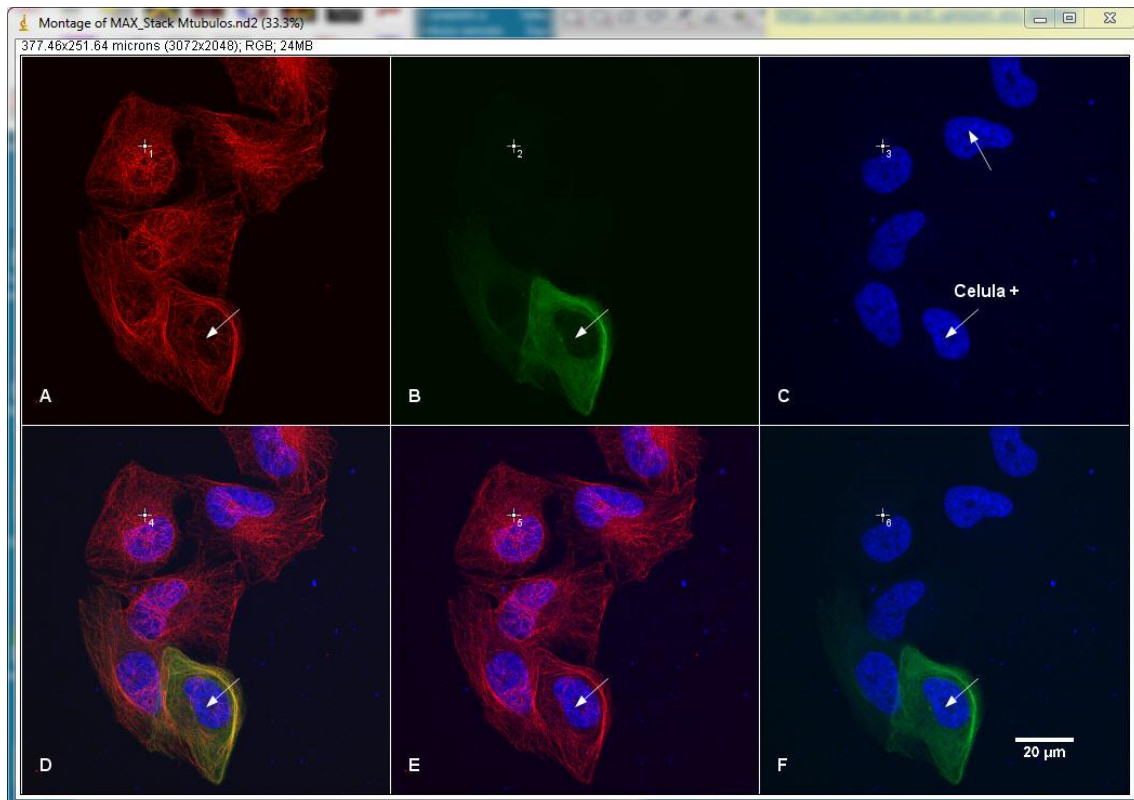 Montage of MAX_Stack Mtubulos.nd2 (33.3%)
377.46x251.64 microns (3072x2048); RGB; 24MB
1
2
3
Celula +
A
B
C
4
5
6
20 µm
D
E
F